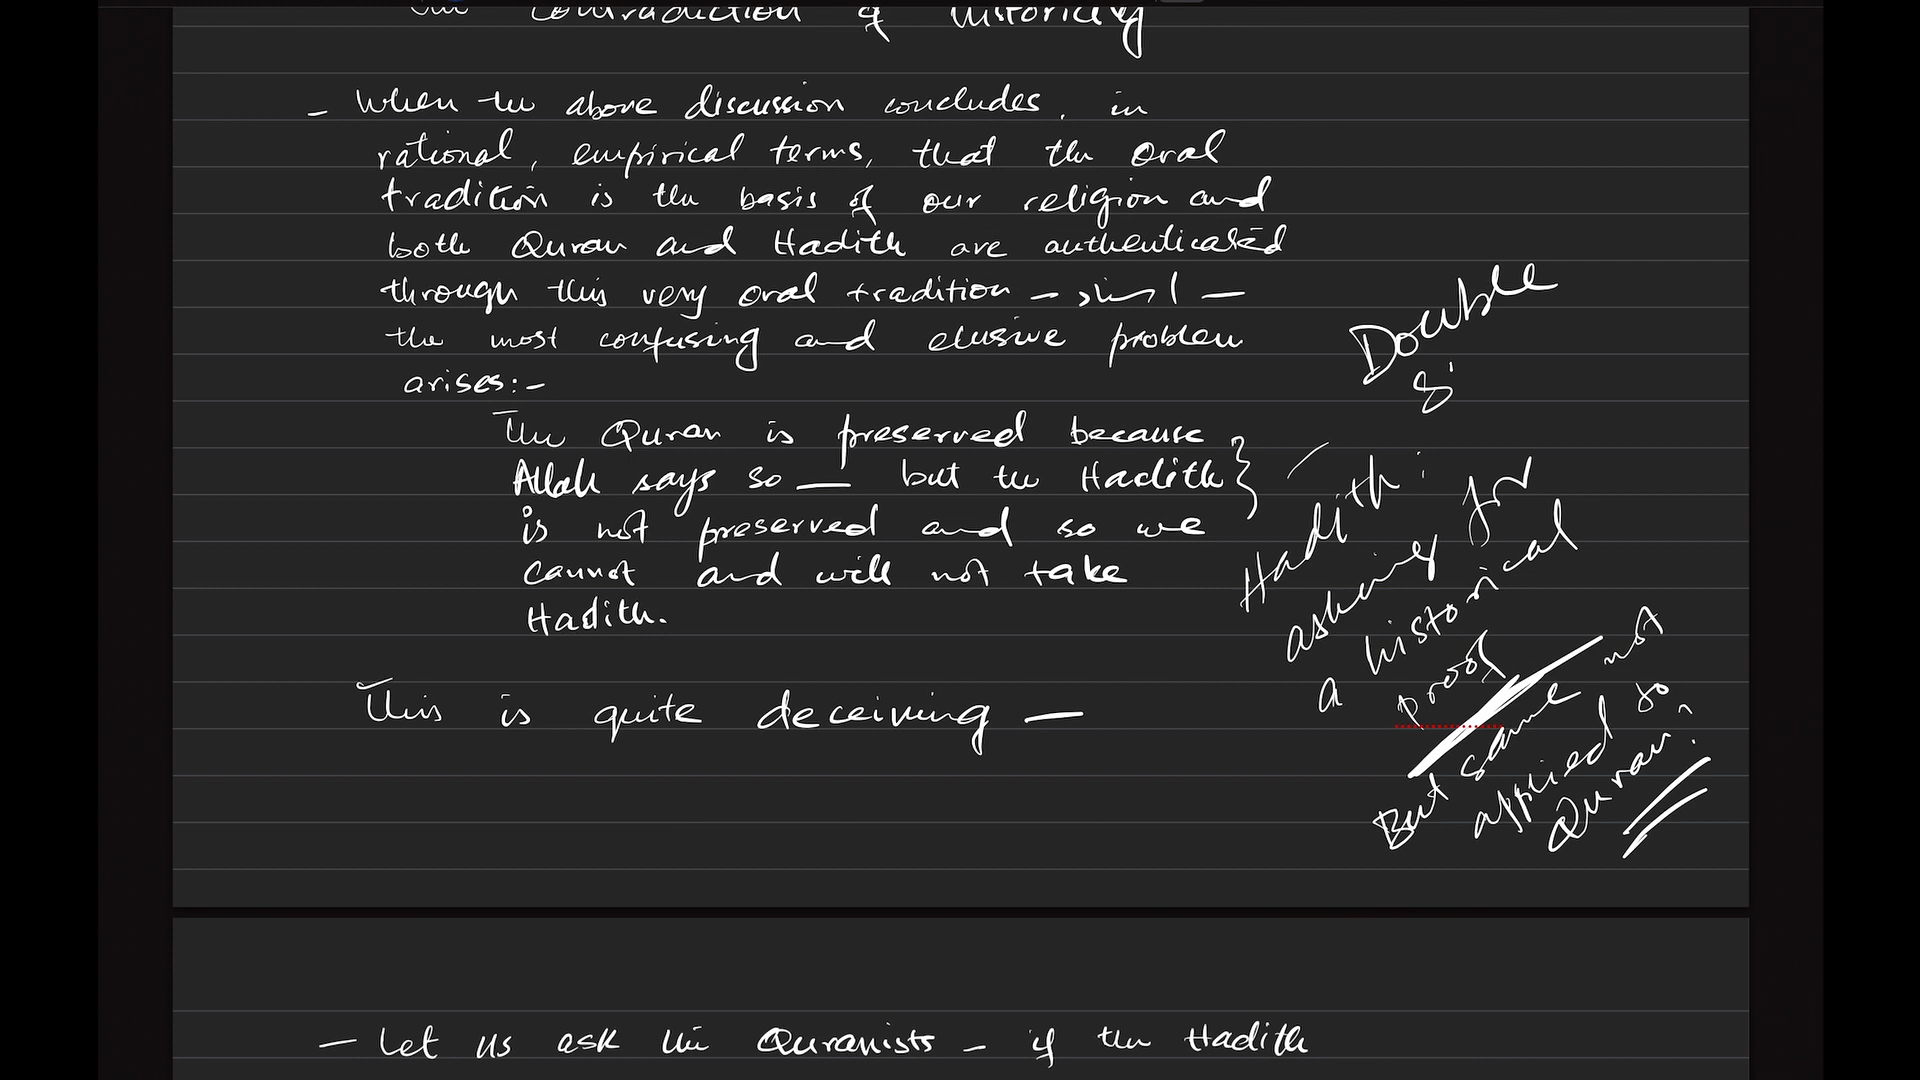 The contradiction of historicity
- When the above discussion concludes, in
rational, empirical terms, that the oral
tradition is the basis of our religion and
both Quran and Hadith are authenticated
through this very oral tradition -
the most confusing and elusive problem
arises:-
The Quran is preserved because
Allah says so — but the Hadith
is not preserved and so we
cannot and will not take
Hadith.
This is quite deceiving —
Double
S
Hadith:
asking for
a historical
proof
But same not
applied to
Quran?
- Let us ask the Quranists - if the Hadith